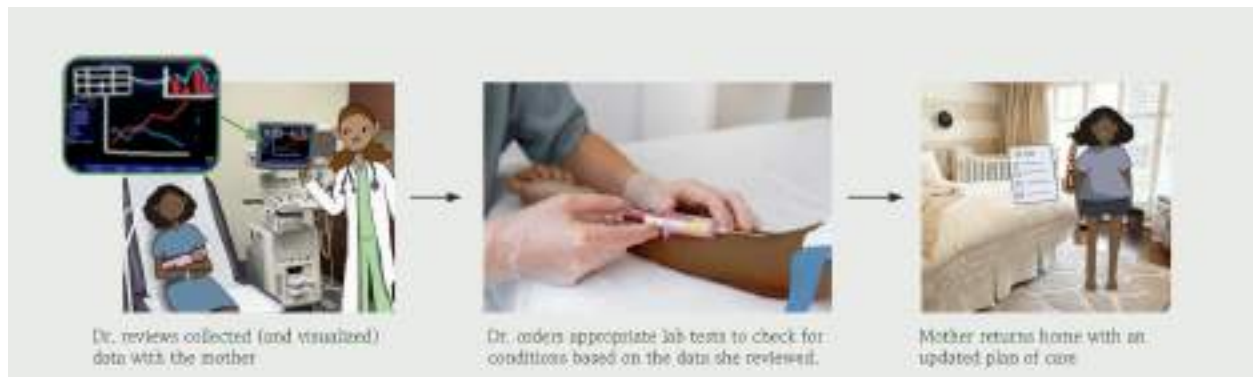 Dr. reviews collected (and visualized)
data with the mother
Dr. orders appropriate lab tests to check for
conditions based on the data she reviewed.
Mother returns home with an
updated plan of care